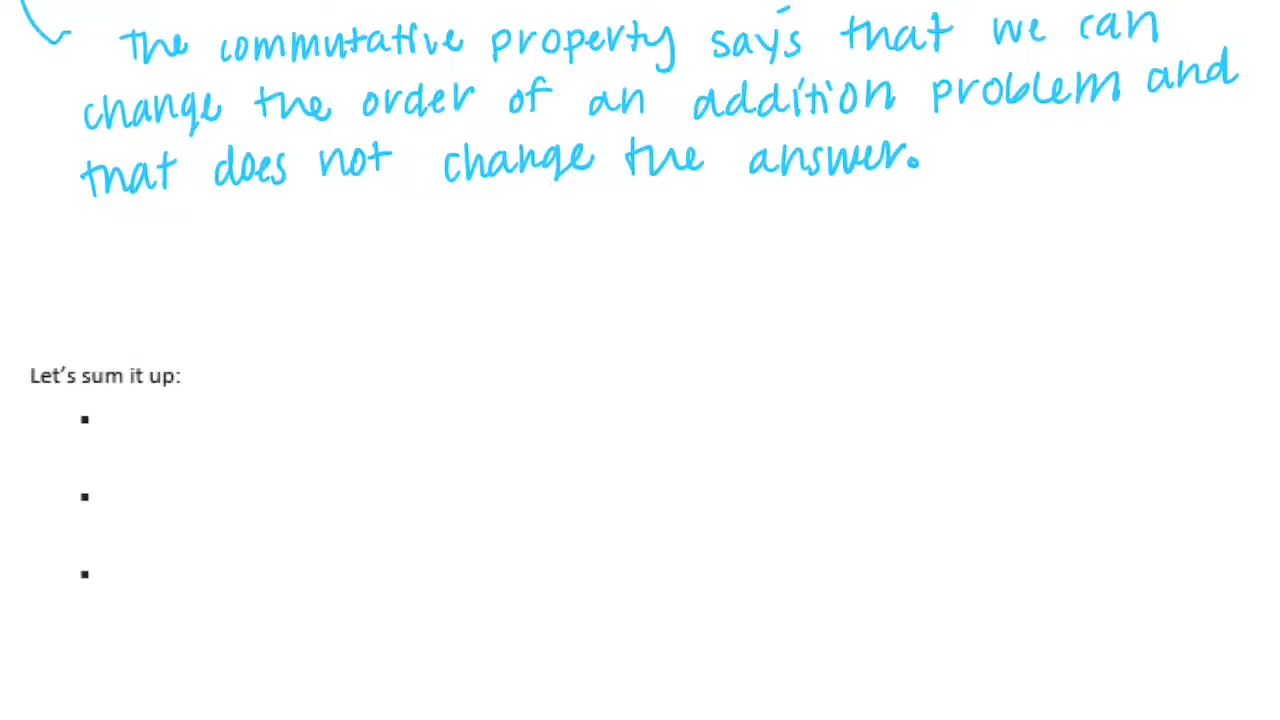 The commutative property says that we can
change the order of an addition problem and
that does not change the answer.
Let's sum it up: